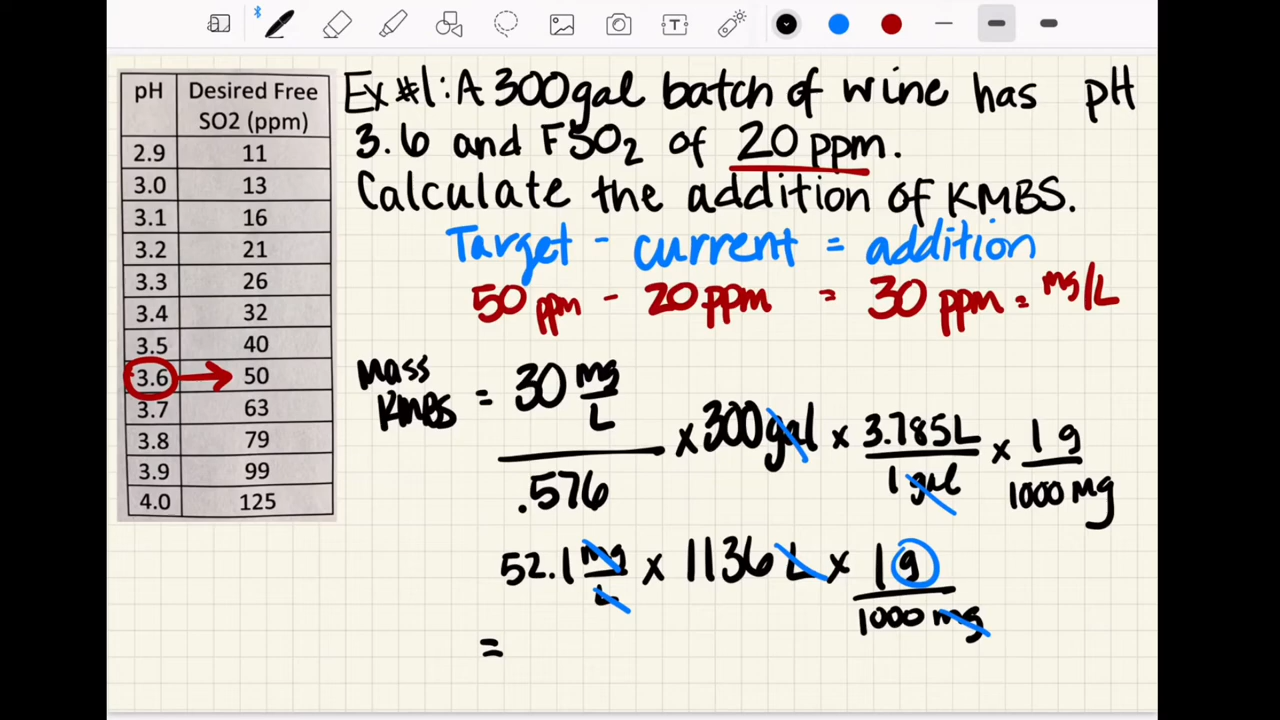 pH Desired Free SO2 (ppm)
2.9 11
3.0 13
3.1 16
3.2 21
3.3 26
3.4 32
3.5 40
3.6 50
3.7 63
3.8 79
3.9 99
4.0 125
Ex #1: A 300gal batch of wine has pH
3.6 and FSO2 of 20 ppm.
Calculate the addition of KMBS.
Target - current = addition
50 ppm - 20 ppm = 30 ppm = mg/L
Mass KMBS = 30 mg/L / .576 x 300 gal x 3.785L / 1 gal x 1 g / 1000 mg
52.1 mg/L x 1136 L x 1 g / 1000 mg
=
T